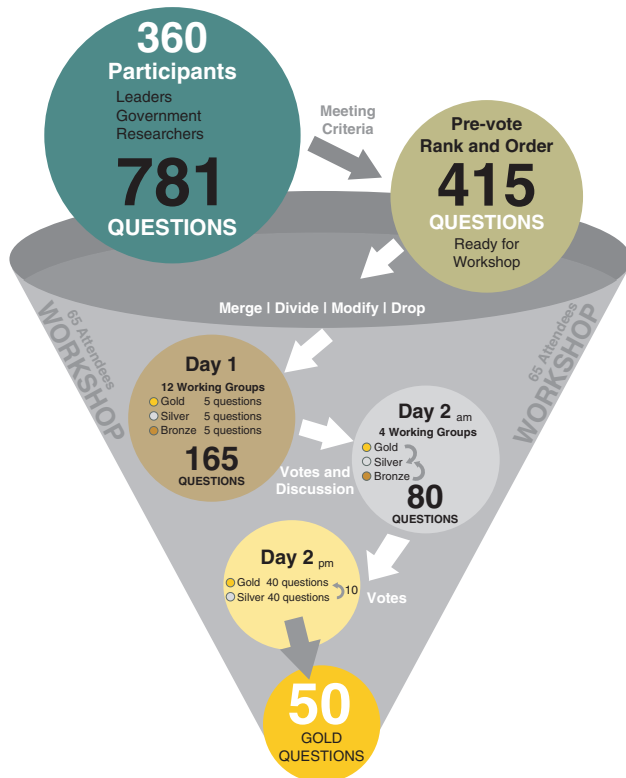 360
Participants
Leaders
Government
Researchers
781
QUESTIONS
Meeting
Criteria
Pre-vote
Rank and Order
415
QUESTIONS
Ready for
Workshop
Merge | Divide | Modify | Drop
65 Attendees
WORKSHOP
65 Attendees
WORKSHOP
Day 1
12 Working Groups
Gold 5 questions
Silver 5 questions
Bronze 5 questions
165
QUESTIONS
Votes and
Discussion
Day 2 am
4 Working Groups
Gold
Silver
Bronze
80
QUESTIONS
Day 2 pm
Gold 40 questions
Silver 40 questions
10
Votes
50
GOLD
QUESTIONS